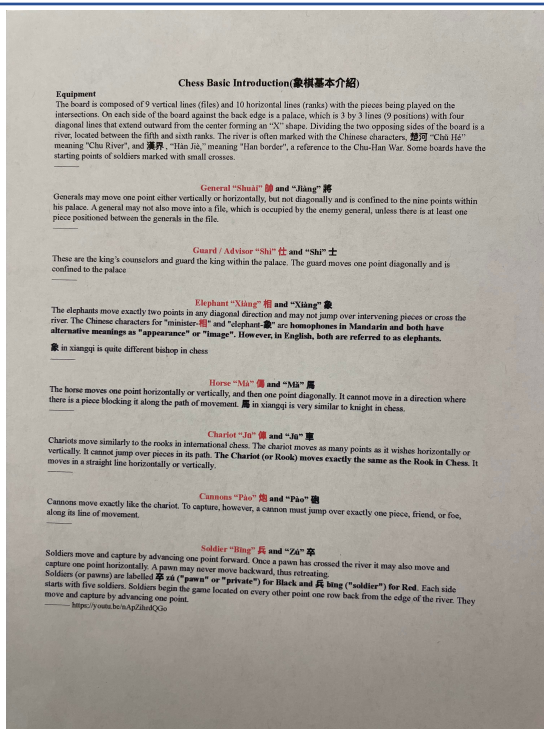 Chess Basic Introduction(象棋基本介紹)
Equipment
The board is composed of 9 vertical lines (files) and 10 horizontal lines (ranks) with the pieces being played on the
intersections. On each side of the board against the back edge is a palace, which is 3 by 3 lines (9 positions) with four
diagonal lines that extend outward from the center forming an "X" shape. Dividing the two opposing sides of the board is a
river, located between the fifth and sixth ranks. The river is often marked with the Chinese characters, 楚河 "Chǔ Hé"
meaning "Chu River", and 漢界, "Hàn Jiè," meaning "Han border", a reference to the Chu-Han War. Some boards have the
starting points of soldiers marked with small crosses.
General "Shuài" 帥 and "Jiàng" 將
Generals may move one point either vertically or horizontally, but not diagonally and is confined to the nine points within
his palace. A general may not also move into a file, which is occupied by the enemy general, unless there is at least one
piece positioned between the generals in the file.
Guard / Advisor "Shì" 仕 and "Shì" 士
These are the king's counselors and guard the king within the palace. The guard moves one point diagonally and is
confined to the palace
Elephant "Xiàng" 相 and "Xiàng" 象
The elephants move exactly two points in any diagonal direction and may not jump over intervening pieces or cross the
river. The Chinese characters for "minister-相" and "elephant-象" are homophones in Mandarin and both have
alternative meanings as "appearance" or "image". However, in English, both are referred to as elephants.
象 in xiangqi is quite different bishop in chess
Horse "Mà" 傌 and "Mǎ" 馬
The horse moves one point horizontally or vertically, and then one point diagonally. It cannot move in a direction where
there is a piece blocking it along the path of movement. 馬 in xiangqi is very similar to knight in chess.
Chariot "Jū" 俥 and "Jū" 車
Chariots move similarly to the rooks in international chess. The chariot moves as many points as it wishes horizontally or
vertically. It cannot jump over pieces in its path. The Chariot (or Rook) moves exactly the same as the Rook in Chess. It
moves in a straight line horizontally or vertically.
Cannons "Pào" 炮 and "Pào" 砲
Cannons move exactly like the chariot. To capture, however, a cannon must jump over exactly one piece, friend, or foe,
along its line of movement.
Soldier "Bīng" 兵 and "Zú" 卒
Soldiers move and capture by advancing one point forward. Once a pawn has crossed the river it may also move and
capture one point horizontally. A pawn may never move backward, thus retreating.
Soldiers (or pawns) are labelled 卒 zú ("pawn" or "private") for Black and 兵 bīng ("soldier") for Red. Each side
starts with five soldiers. Soldiers begin the game located on every other point one row back from the edge of the river. They
move and capture by advancing one point.
https://youtu.be/nApZihrdQGo